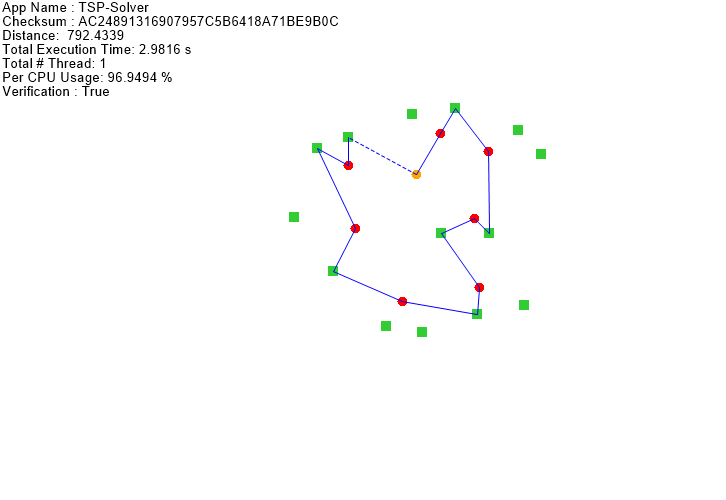 App Name : TSP-Solver
Checksum : AC24891316907957C5B6418A71BE9B0C
Distance:  792.4339
Total Execution Time: 2.9816 s
Total # Thread: 1
Per CPU Usage: 96.9494 %
Verification : True